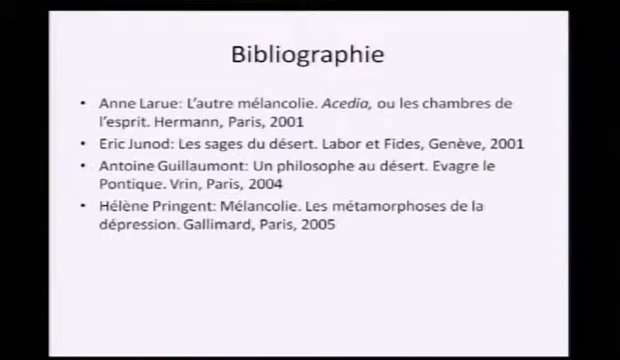 Bibliographie
• Anne Larue: L'autre mélancolie. Acedia, ou les chambres de
l'esprit. Hermann, Paris, 2001
• Eric Junod: Les sages du désert. Labor et Fides, Genève, 2001
• Antoine Guillaumont: Un philosophe au désert. Evagre le
Pontique. Vrin, Paris, 2004
• Hélène Pringent: Mélancolie. Les métamorphoses de la
dépression. Gallimard, Paris, 2005